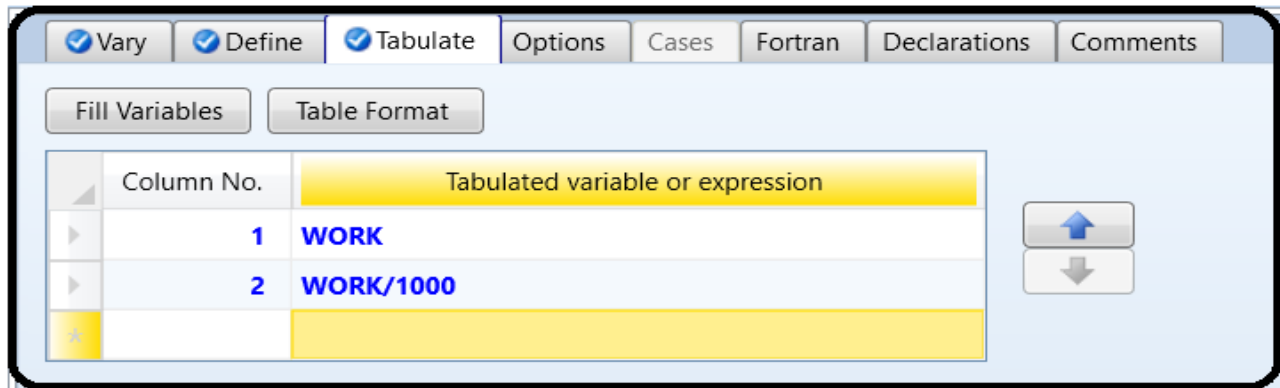 Vary Define Tabulate Options Cases Fortran Declarations Comments
Fill Variables Table Format
Column No. Tabulated variable or expression
1 WORK
2 WORK/1000
*